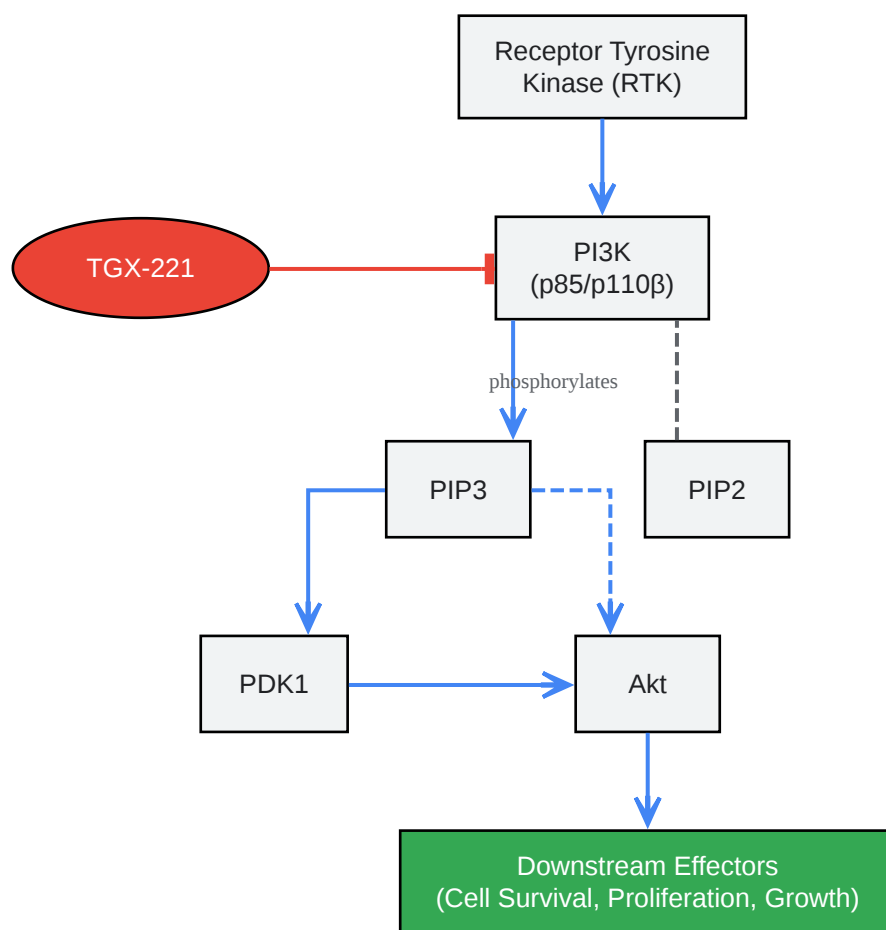 Receptor Tyrosine
Kinase (RTK)
TGX-221
PI3K
(p85/p110β)
phosphorylates
PIP3
PIP2
PDK1
Akt
Downstream Effectors
(Cell Survival, Proliferation, Growth)